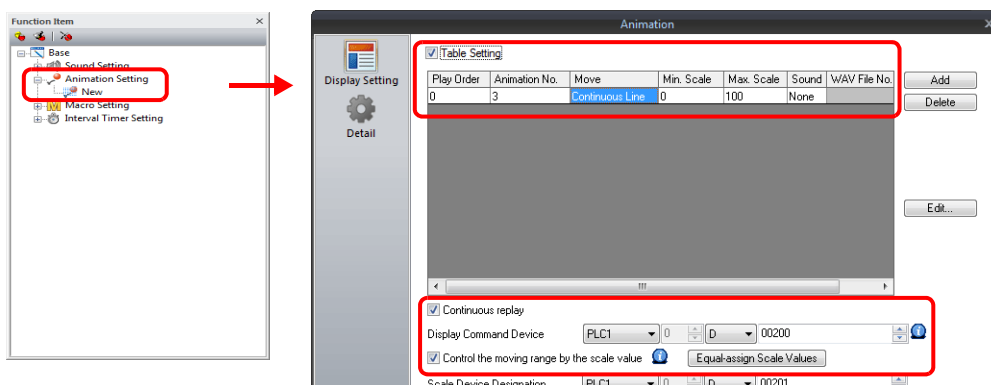 Function Item
Base
Sound Setting
Animation Setting
New
Macro Setting
Interval Timer Setting
Animation
Display Setting
Detail
Table Setting
Play Order Animation No. Move Min. Scale Max. Scale Sound WAV File No.
0 3 Continuous Line 0 100 None
Add
Delete
Edit...
Continuous replay
Display Command Device PLC1 0 D 00200
Control the moving range by the scale value Equal-assign Scale Values
Scale Device Designation PLC1 0 D 00201